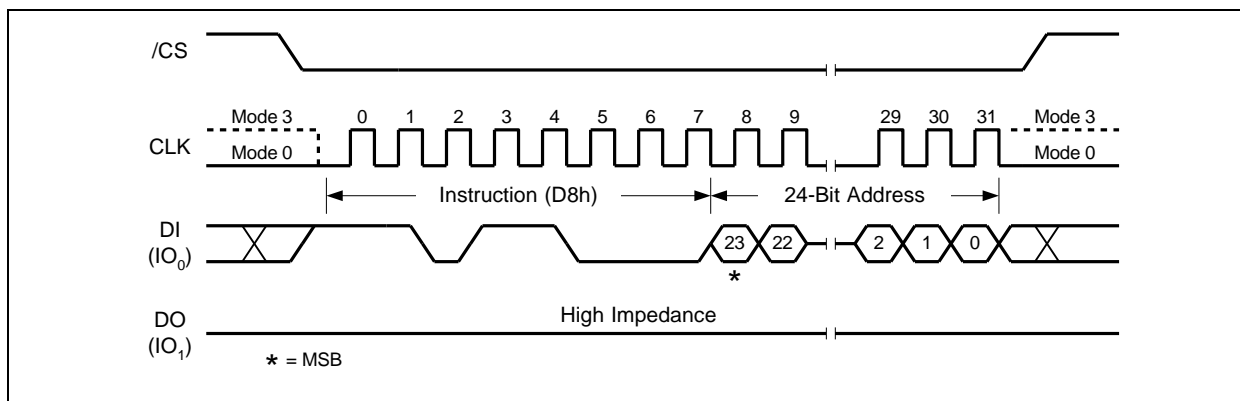 /CS
Mode 3 0 1 2 3 4 5 6 7 8 9 29 30 31 Mode 3
CLK
Mode 0 Mode 0
Instruction (D8h) 24-Bit Address
DI
(IO0)
23 22 2 1 0
*
High Impedance
DO
(IO1)
* = MSB